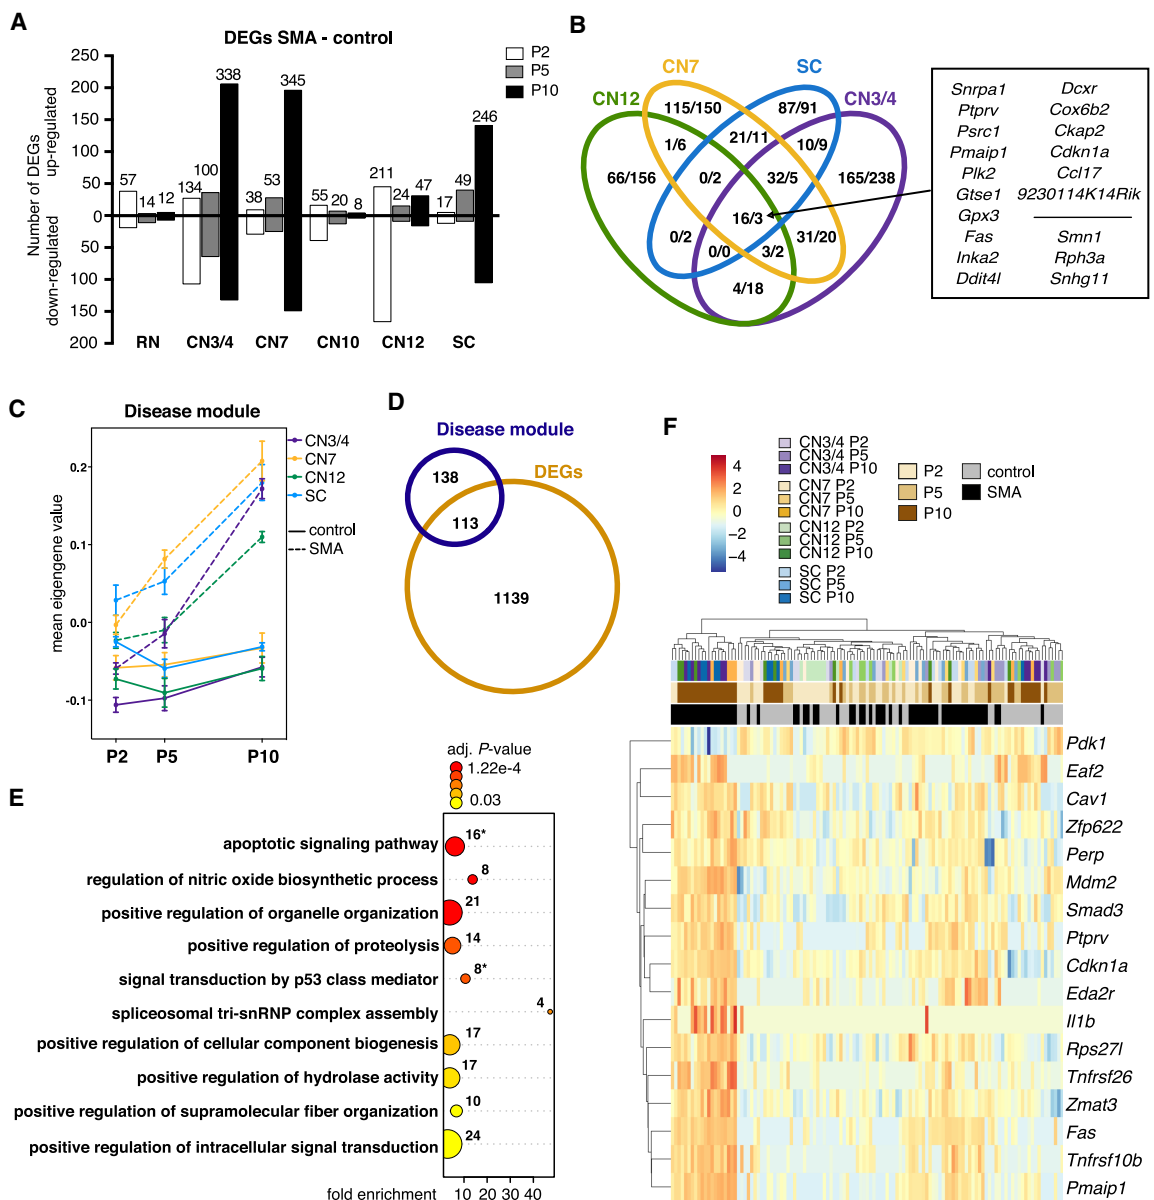 A
DEGs SMA - control
P2
P5
P10
Number of DEGs
up-regulated
down-regulated
250
200
150
100
50
0
50
100
150
200
57
14
12
134
100
338
38
53
345
55
20
8
211
24
47
17
49
246
RN CN3/4 CN7 CN10 CN12 SC
B
CN7
SC
CN12
CN3/4
115/150
87/91
21/11
1/6
10/9
66/156
0/2
32/5
165/238
16/3
0/2
31/20
0/0
3/2
4/18
Snrpa1 Dcxr
Ptprv Cox6b2
Psrc1 Ckap2
Pmaip1 Cdkn1a
Plk2 Ccl17
Gtse1 9230114K14Rik
Gpx3
Fas Smn1
Inka2 Rph3a
Ddit4l Snhg11
C
Disease module
mean eigengene value
0.2
0.1
0.0
-0.1
P2 P5 P10
CN3/4
CN7
CN12
SC
control
SMA
D
Disease module
DEGs
138
113
1139
E
adj. P-value
1.22e-4
0.03
apoptotic signaling pathway 16*
regulation of nitric oxide biosynthetic process 8
positive regulation of organelle organization 21
positive regulation of proteolysis 14
signal transduction by p53 class mediator 8*
spliceosomal tri-snRNP complex assembly 4
positive regulation of cellular component biogenesis 17
positive regulation of hydrolase activity 17
positive regulation of supramolecular fiber organization 10
positive regulation of intracellular signal transduction 24
fold enrichment 10 20 30 40
F
4
2
0
−2
−4
CN3/4 P2
CN3/4 P5
CN3/4 P10
CN7 P2
CN7 P5
CN7 P10
CN12 P2
CN12 P5
CN12 P10
SC P2
SC P5
SC P10
P2
P5
P10
control
SMA
Pdk1
Eaf2
Cav1
Zfp622
Perp
Mdm2
Smad3
Ptprv
Cdkn1a
Eda2r
Il1b
Rps27l
Tnfrsf26
Zmat3
Fas
Tnfrsf10b
Pmaip1